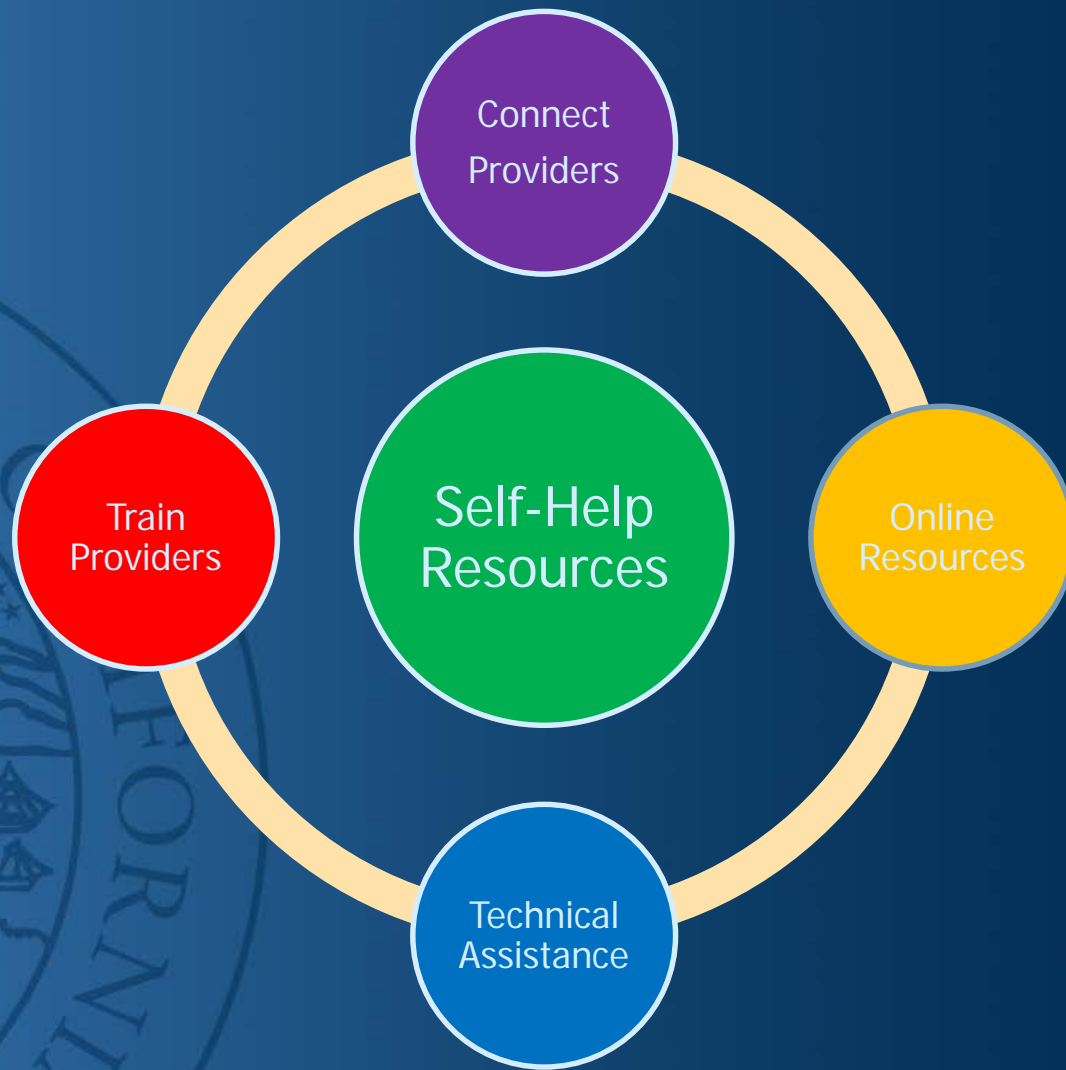 Connect
Providers
Train
Providers
Self-Help
Resources
Online
Resources
Technical
Assistance